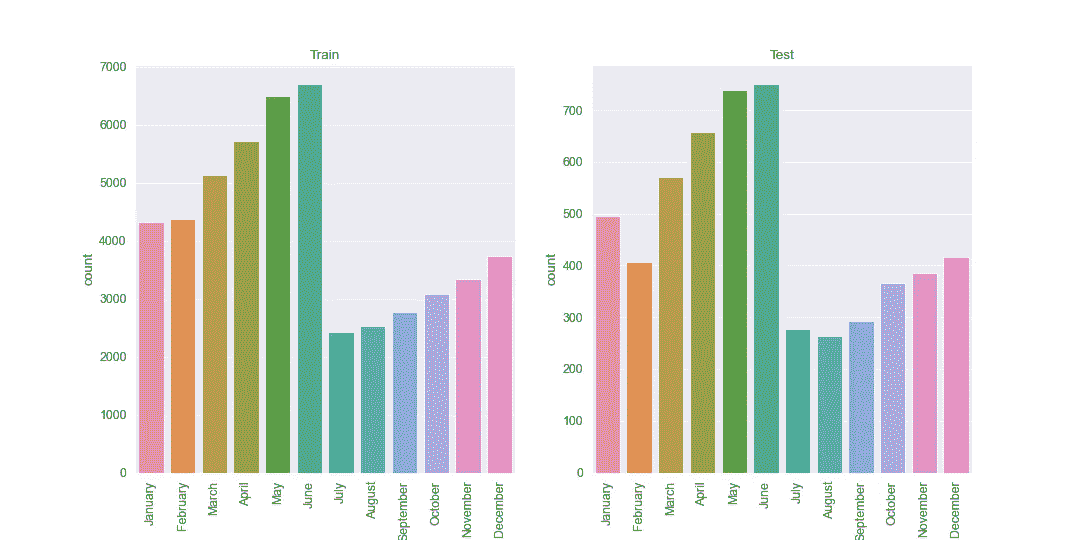 Train
7000
6000
5000
4000
3000
2000
1000
0
count
January
February
March
April
May
June
July
August
September
October
November
December
Test
700
600
500
400
300
200
100
0
count
January
February
March
April
May
June
July
August
September
October
November
December